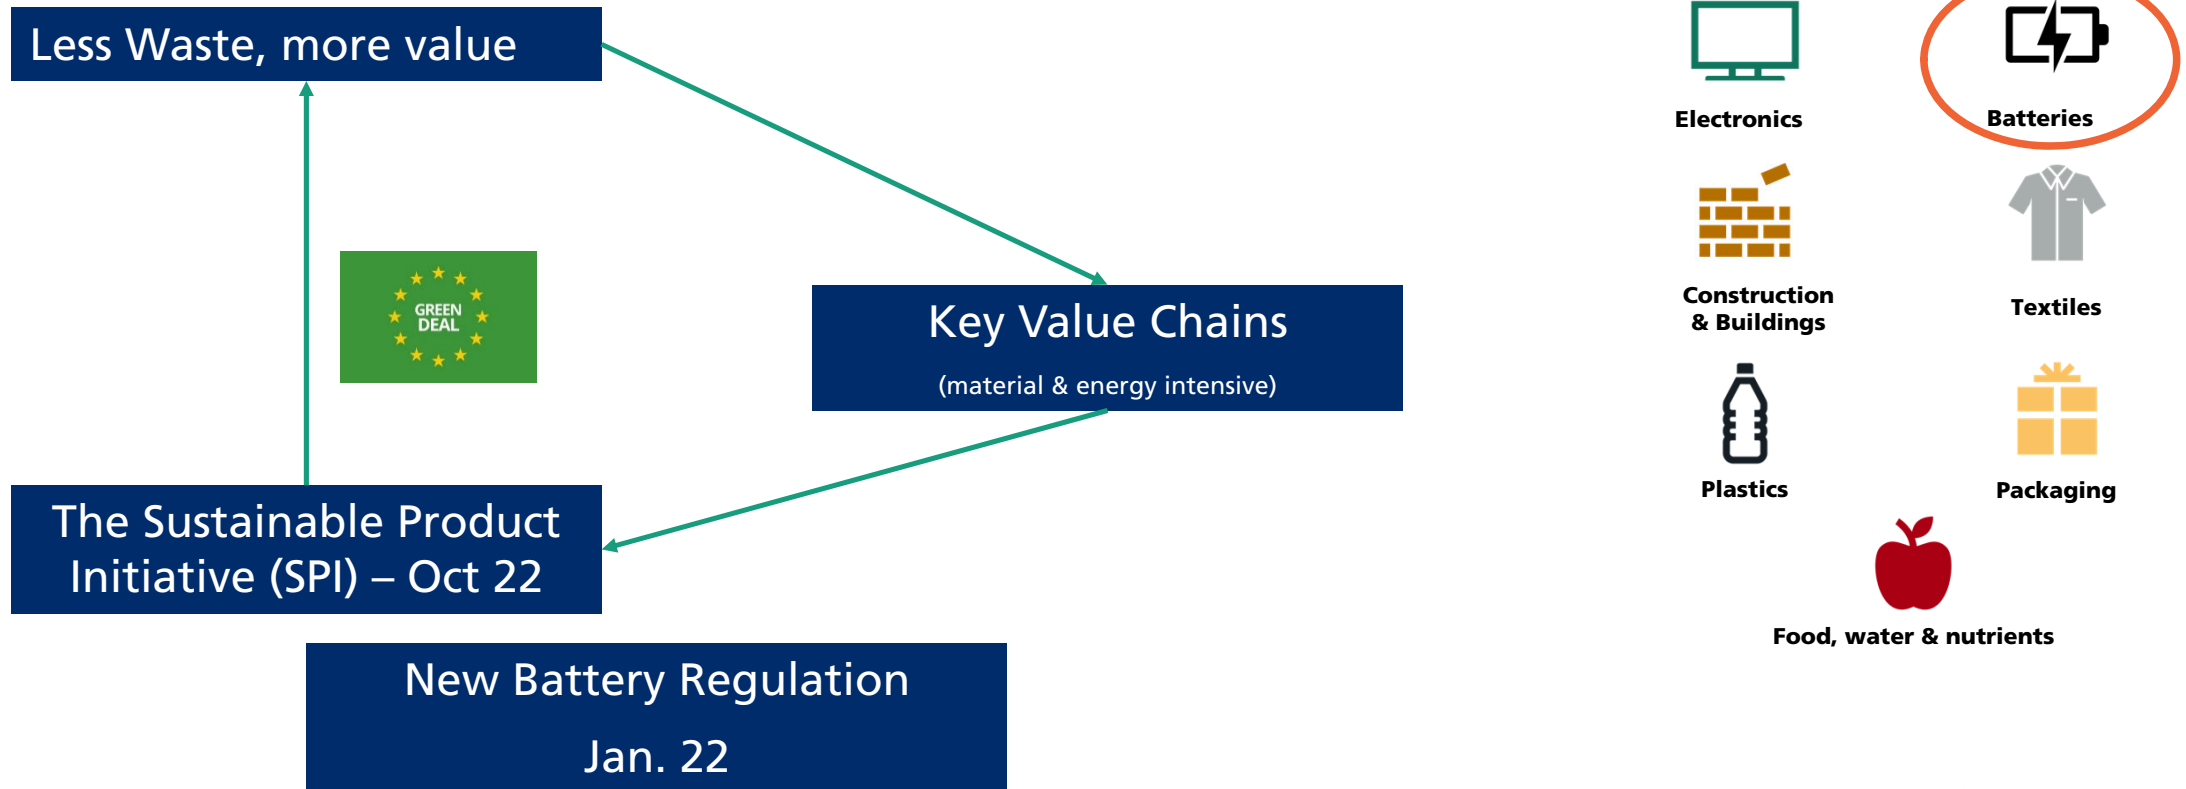 Less Waste, more value
GREEN
DEAL
Key Value Chains
(material & energy intensive)
The Sustainable Product
Initiative (SPI) – Oct 22
New Battery Regulation
Jan. 22
Electronics
Batteries
Construction
& Buildings
Textiles
Plastics
Packaging
Food, water & nutrients